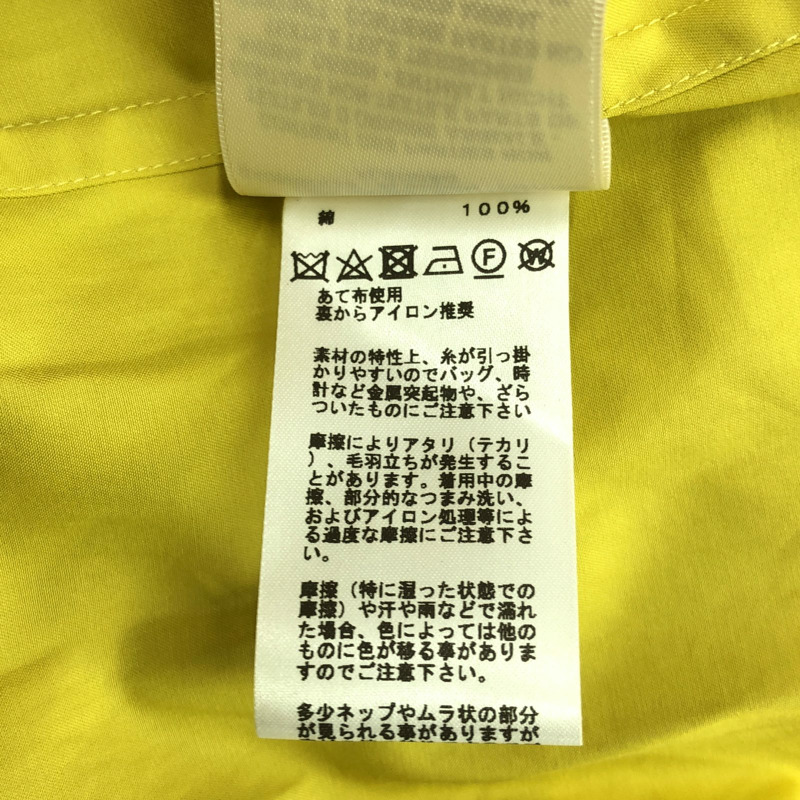 綿 100%
F W
あて布使用
裏からアイロン推奨
素材の特性上、糸が引っ掛
かりやすいのでバッグ、時
計など金属突起物や、ざら
ついたものにご注意下さい
摩擦によりアタリ（テカリ
）、毛羽立ちが発生するこ
とがあります。着用中の摩
擦、部分的なつまみ洗い、
およびアイロン処理等によ
る過度な摩擦にご注意下さ
い。
摩擦（特に湿った状態での
摩擦）や汗や雨などで濡れ
た場合、色によっては他の
ものに色が移る事がありま
すのでご注意下さい。
多少ネップやムラ状の部分
が見られる事がありますが